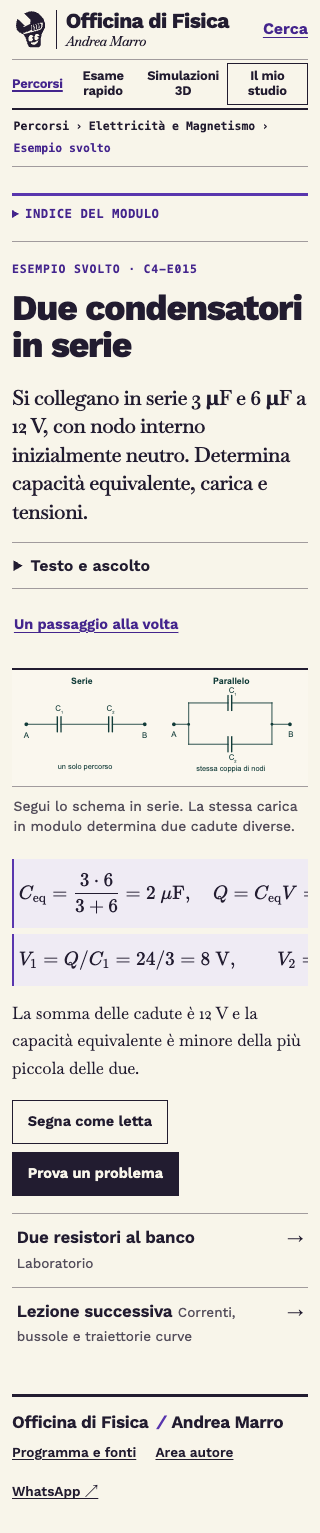 Officina di Fisica
Andrea Marro
Cerca
Percorsi
Esame rapido
Simulazioni 3D
Il mio studio
Percorsi › Elettricità e Magnetismo ›
Esempio svolto
▶ INDICE DEL MODULO
ESEMPIO SVOLTO · C4–E015
Due condensatori
in serie
Si collegano in serie 3 μF e 6 μF a
12 V, con nodo interno
inizialmente neutro. Determina
capacità equivalente, carica e
tensioni.
▶ Testo e ascolto
Un passaggio alla volta
Serie
C₁ C₂
A B
un solo percorso
Parallelo
C₁
A B
C₂
stessa coppia di nodi
Segui lo schema in serie. La stessa carica
in modulo determina due cadute diverse.
C_eq = (3 · 6)/(3 + 6) = 2 μF, Q = C_eq V =
V₁ = Q/C₁ = 24/3 = 8 V, V₂ =
La somma delle cadute è 12 V e la
capacità equivalente è minore della più
piccola delle due.
Segna come letta
Prova un problema
Due resistori al banco →
Laboratorio
Lezione successiva Correnti, →
bussole e traiettorie curve
Officina di Fisica / Andrea Marro
Programma e fonti Area autore
WhatsApp ↗